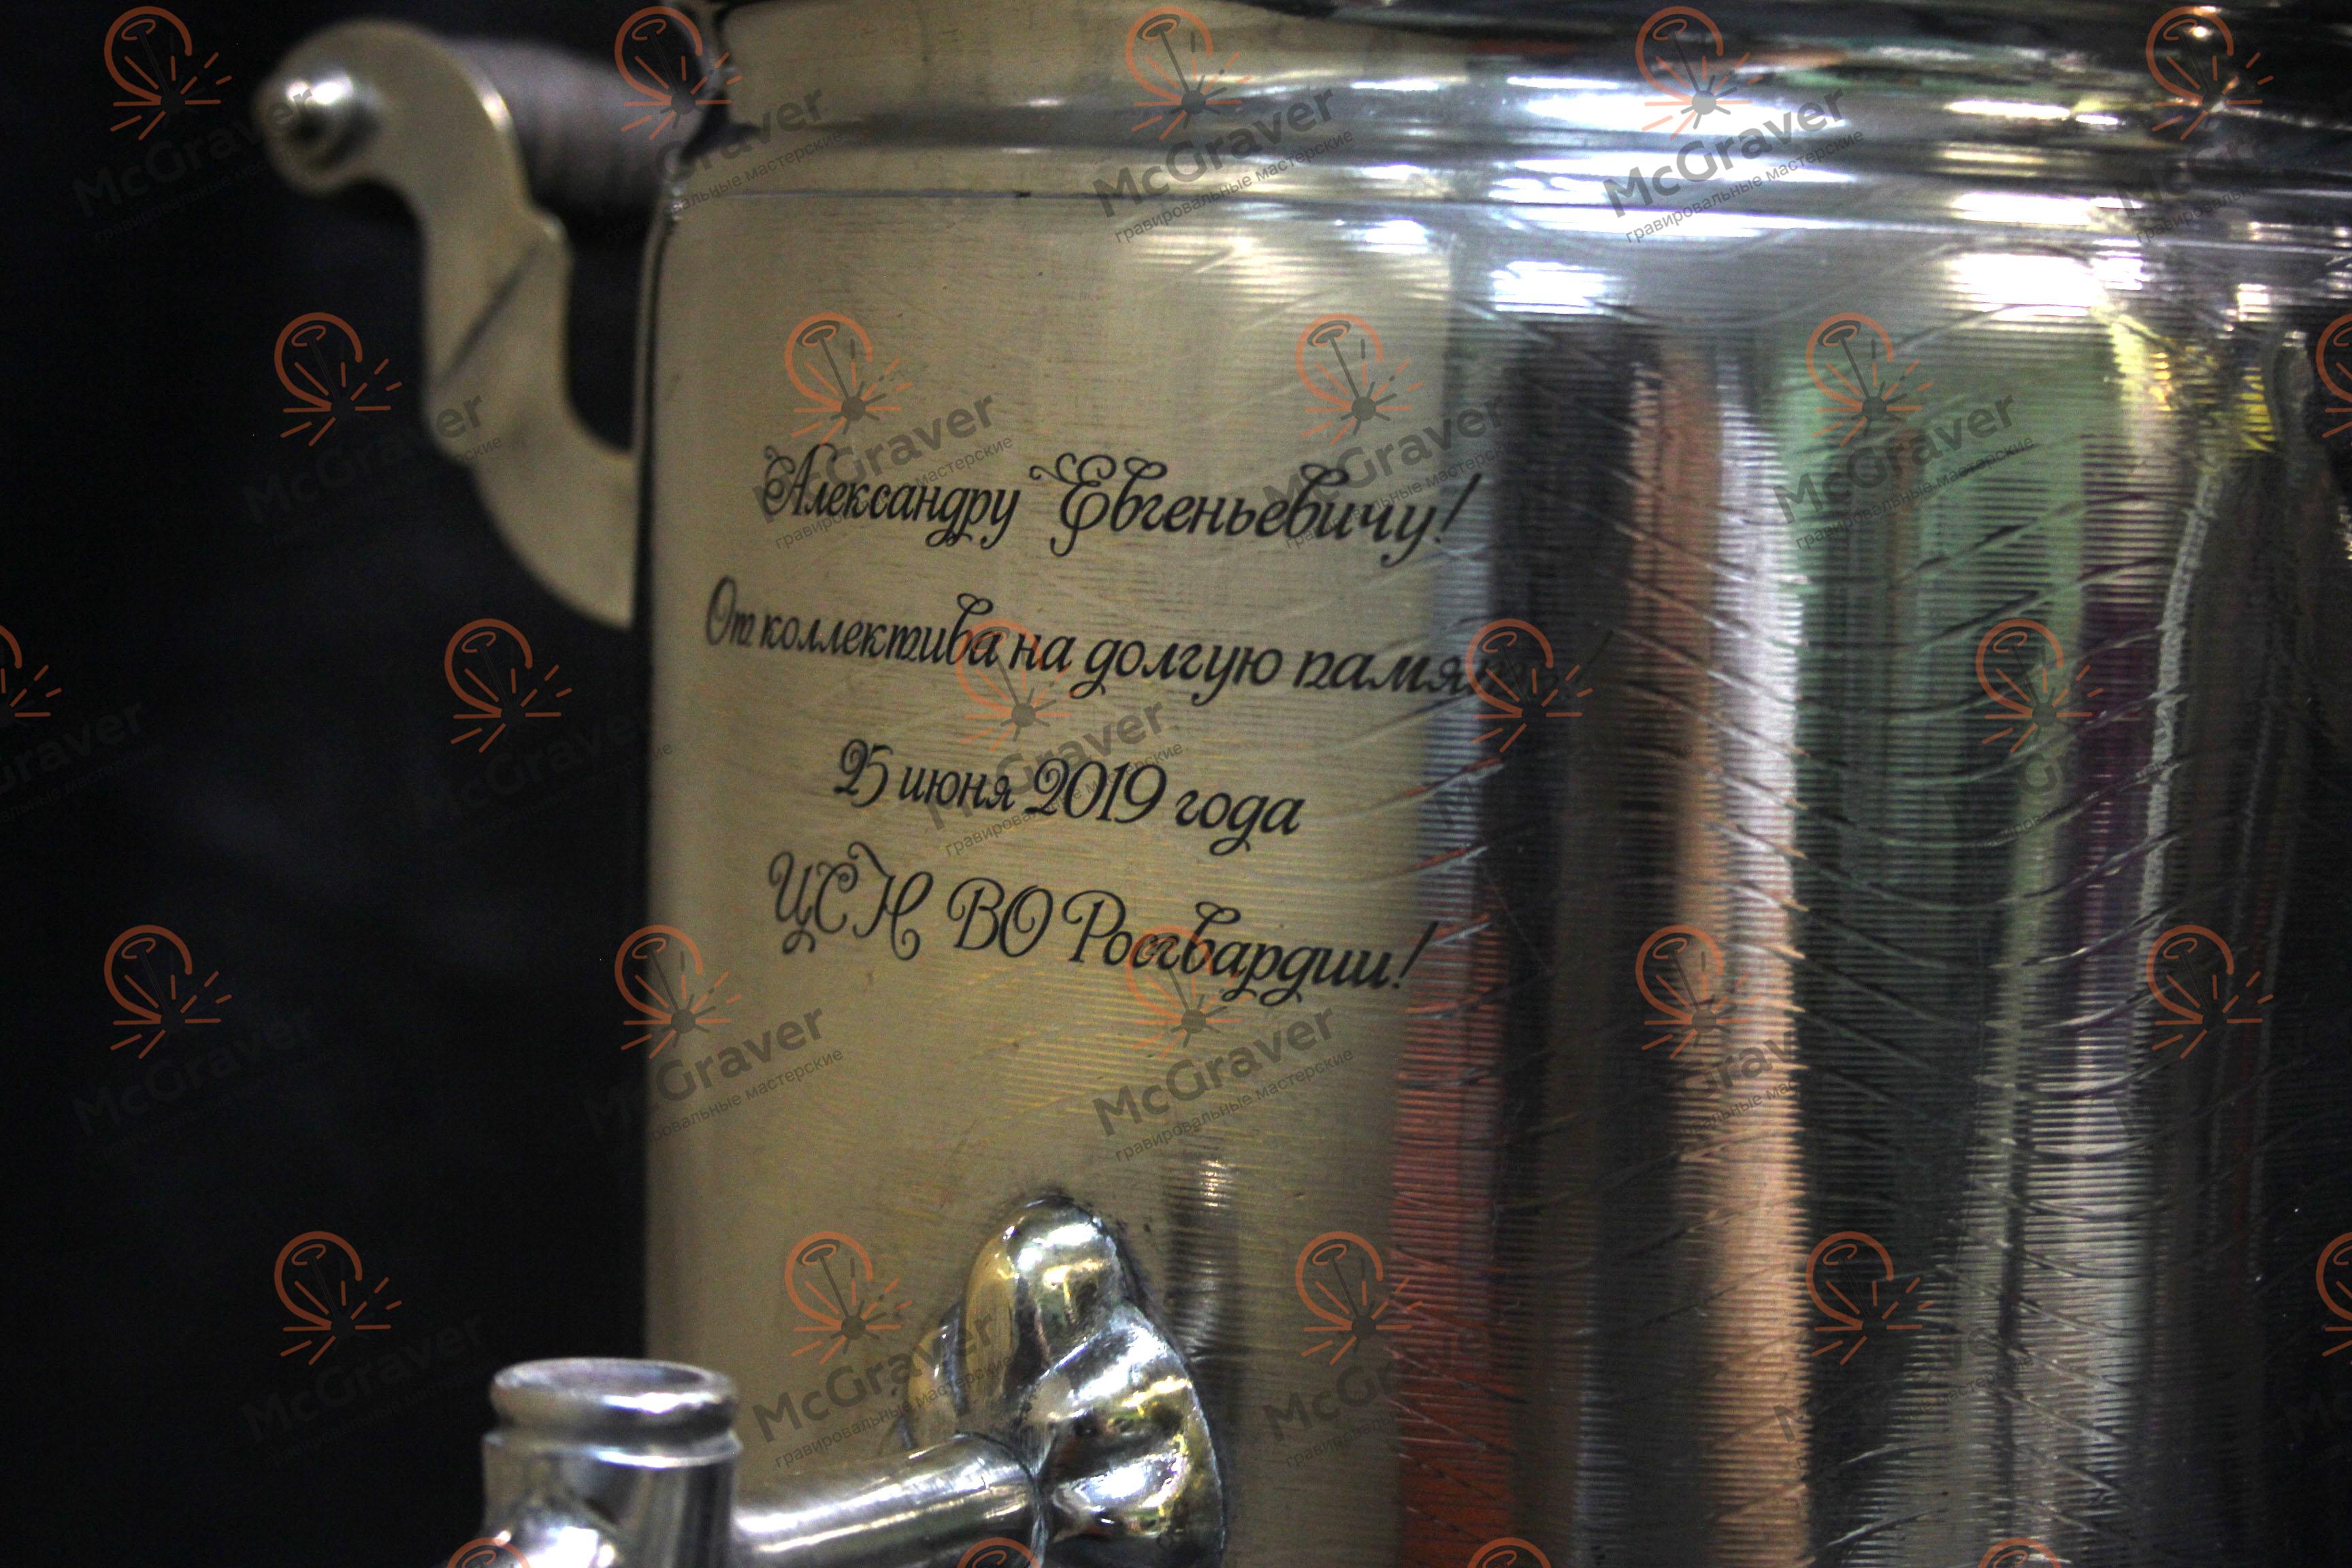 Александру Евгеньевичу!
От коллектива на долгую память
25 июня 2019 года
ЦСН ВО Росгвардии!
McGraver
гравировальные мастерские